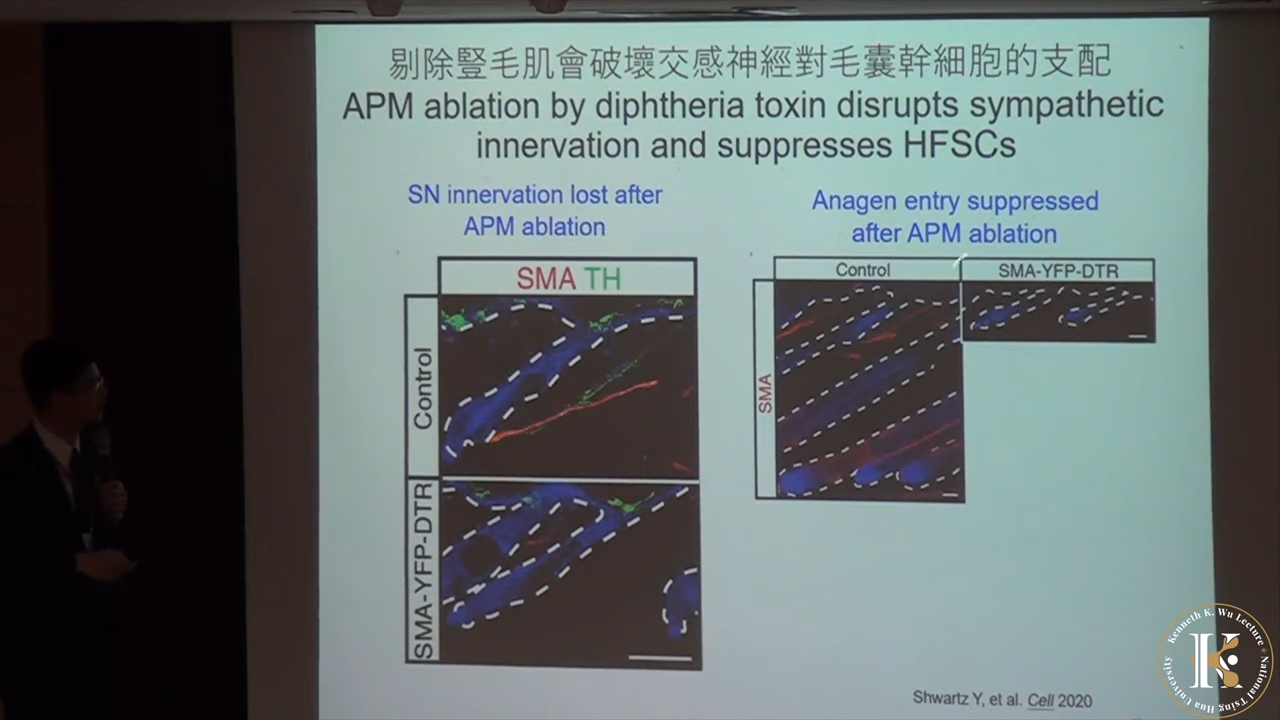 剔除豎毛肌會破壞交感神經對毛囊幹細胞的支配
APM ablation by diphtheria toxin disrupts sympathetic
innervation and suppresses HFSCs
SN innervation lost after
APM ablation
SMA TH
Control
SMA-YFP-DTR
Anagen entry suppressed
after APM ablation
Control
SMA-YFP-DTR
SMA
Shwartz Y, et al. Cell 2020
Kenneth K. Wu Lecture
National Tsing Hua University
K